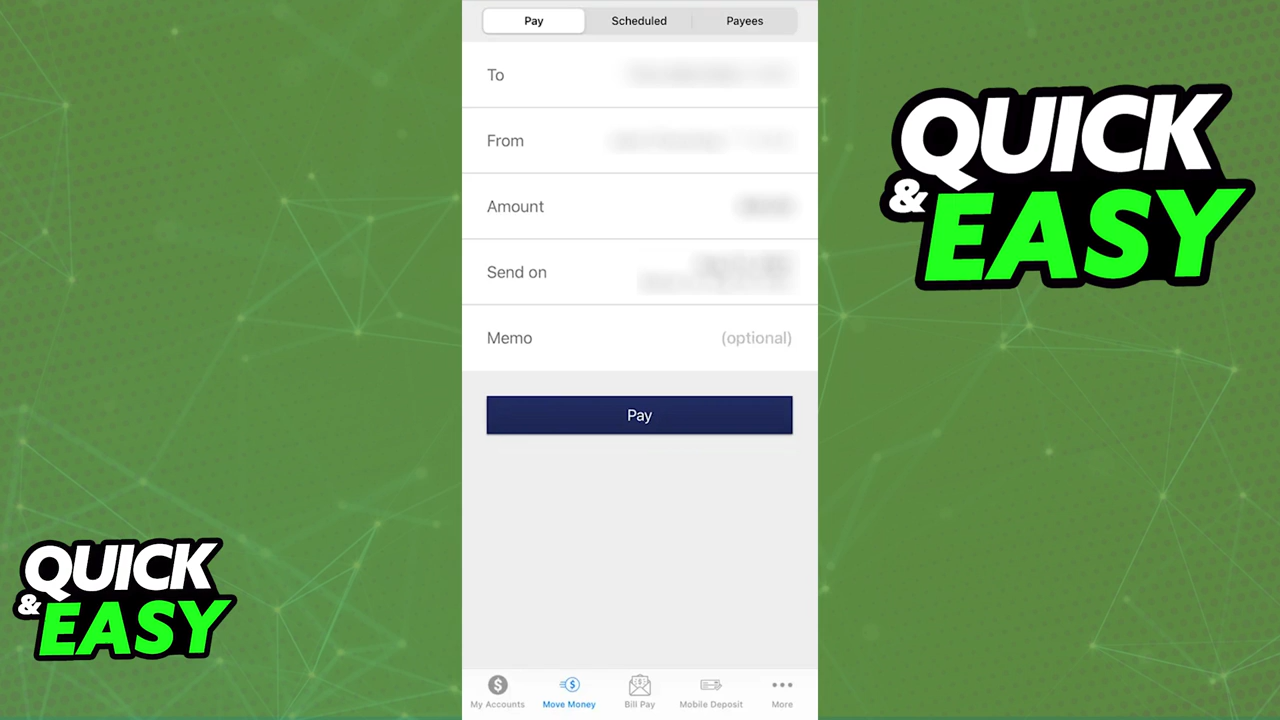 Pay Scheduled Payees
To
From
Amount
Send on
Memo (optional)
Pay
My Accounts Move Money Bill Pay Mobile Deposit More
QUICK
& EASY
QUICK
& EASY